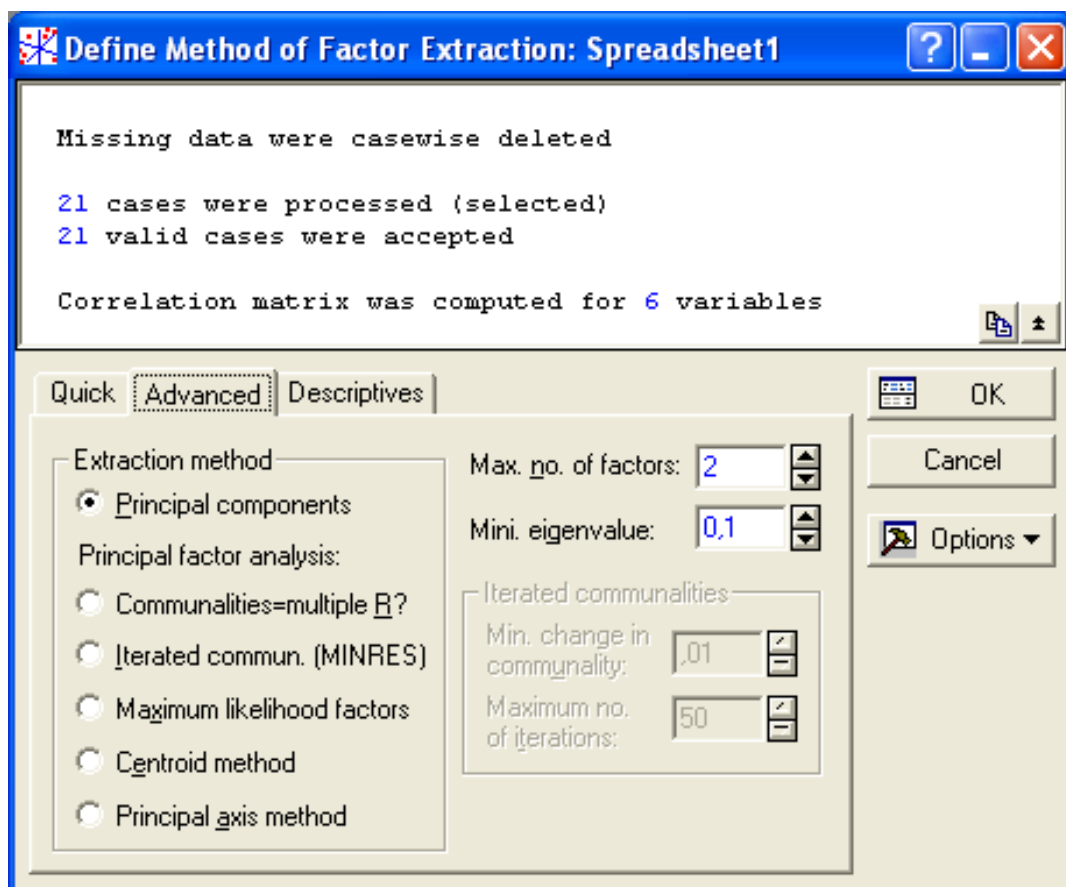 Define Method of Factor Extraction: Spreadsheet1
?
Missing data were casewise deleted
21 cases were processed (selected)
21 valid cases were accepted
Correlation matrix was computed for 6 variables
Quick Advanced Descriptives
OK
Cancel
Options
Extraction method
Principal components
Principal factor analysis:
Communalities=multiple R?
Iterated commun. (MINRES)
Maximum likelihood factors
Centroid method
Principal axis method
Max. no. of factors: 2
Mini. eigenvalue: 0,1
Iterated communalities
Min. change in
communality: ,01
Maximum no.
of iterations: 50